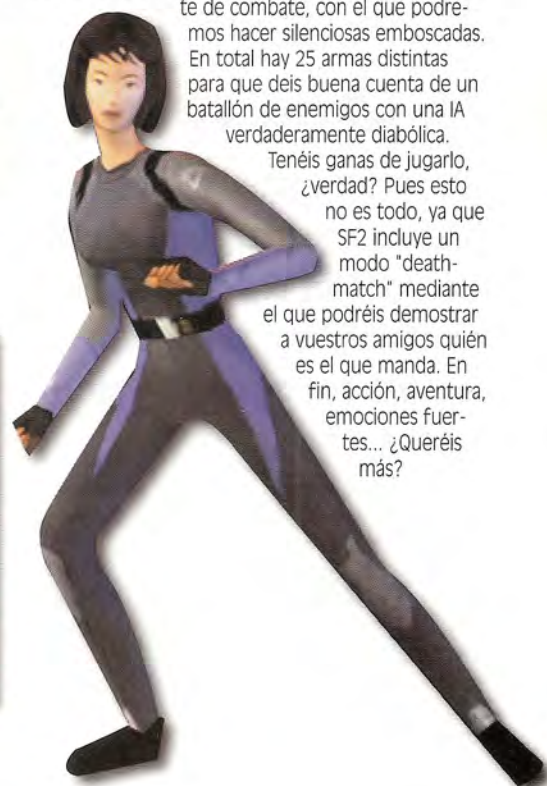 te de combate, con el que podre-
mos hacer silenciosas emboscadas.
En total hay 25 armas distintas
para que deis buena cuenta de un
batallón de enemigos con una IA
verdaderamente diabólica.
Tenéis ganas de jugarlo,
¿verdad? Pues esto
no es todo, ya que
SF2 incluye un
modo "death-
match" mediante
el que podréis demostrar
a vuestros amigos quién
es el que manda. En
fin, acción, aventura,
emociones fuer-
tes... ¿Queréis
más?